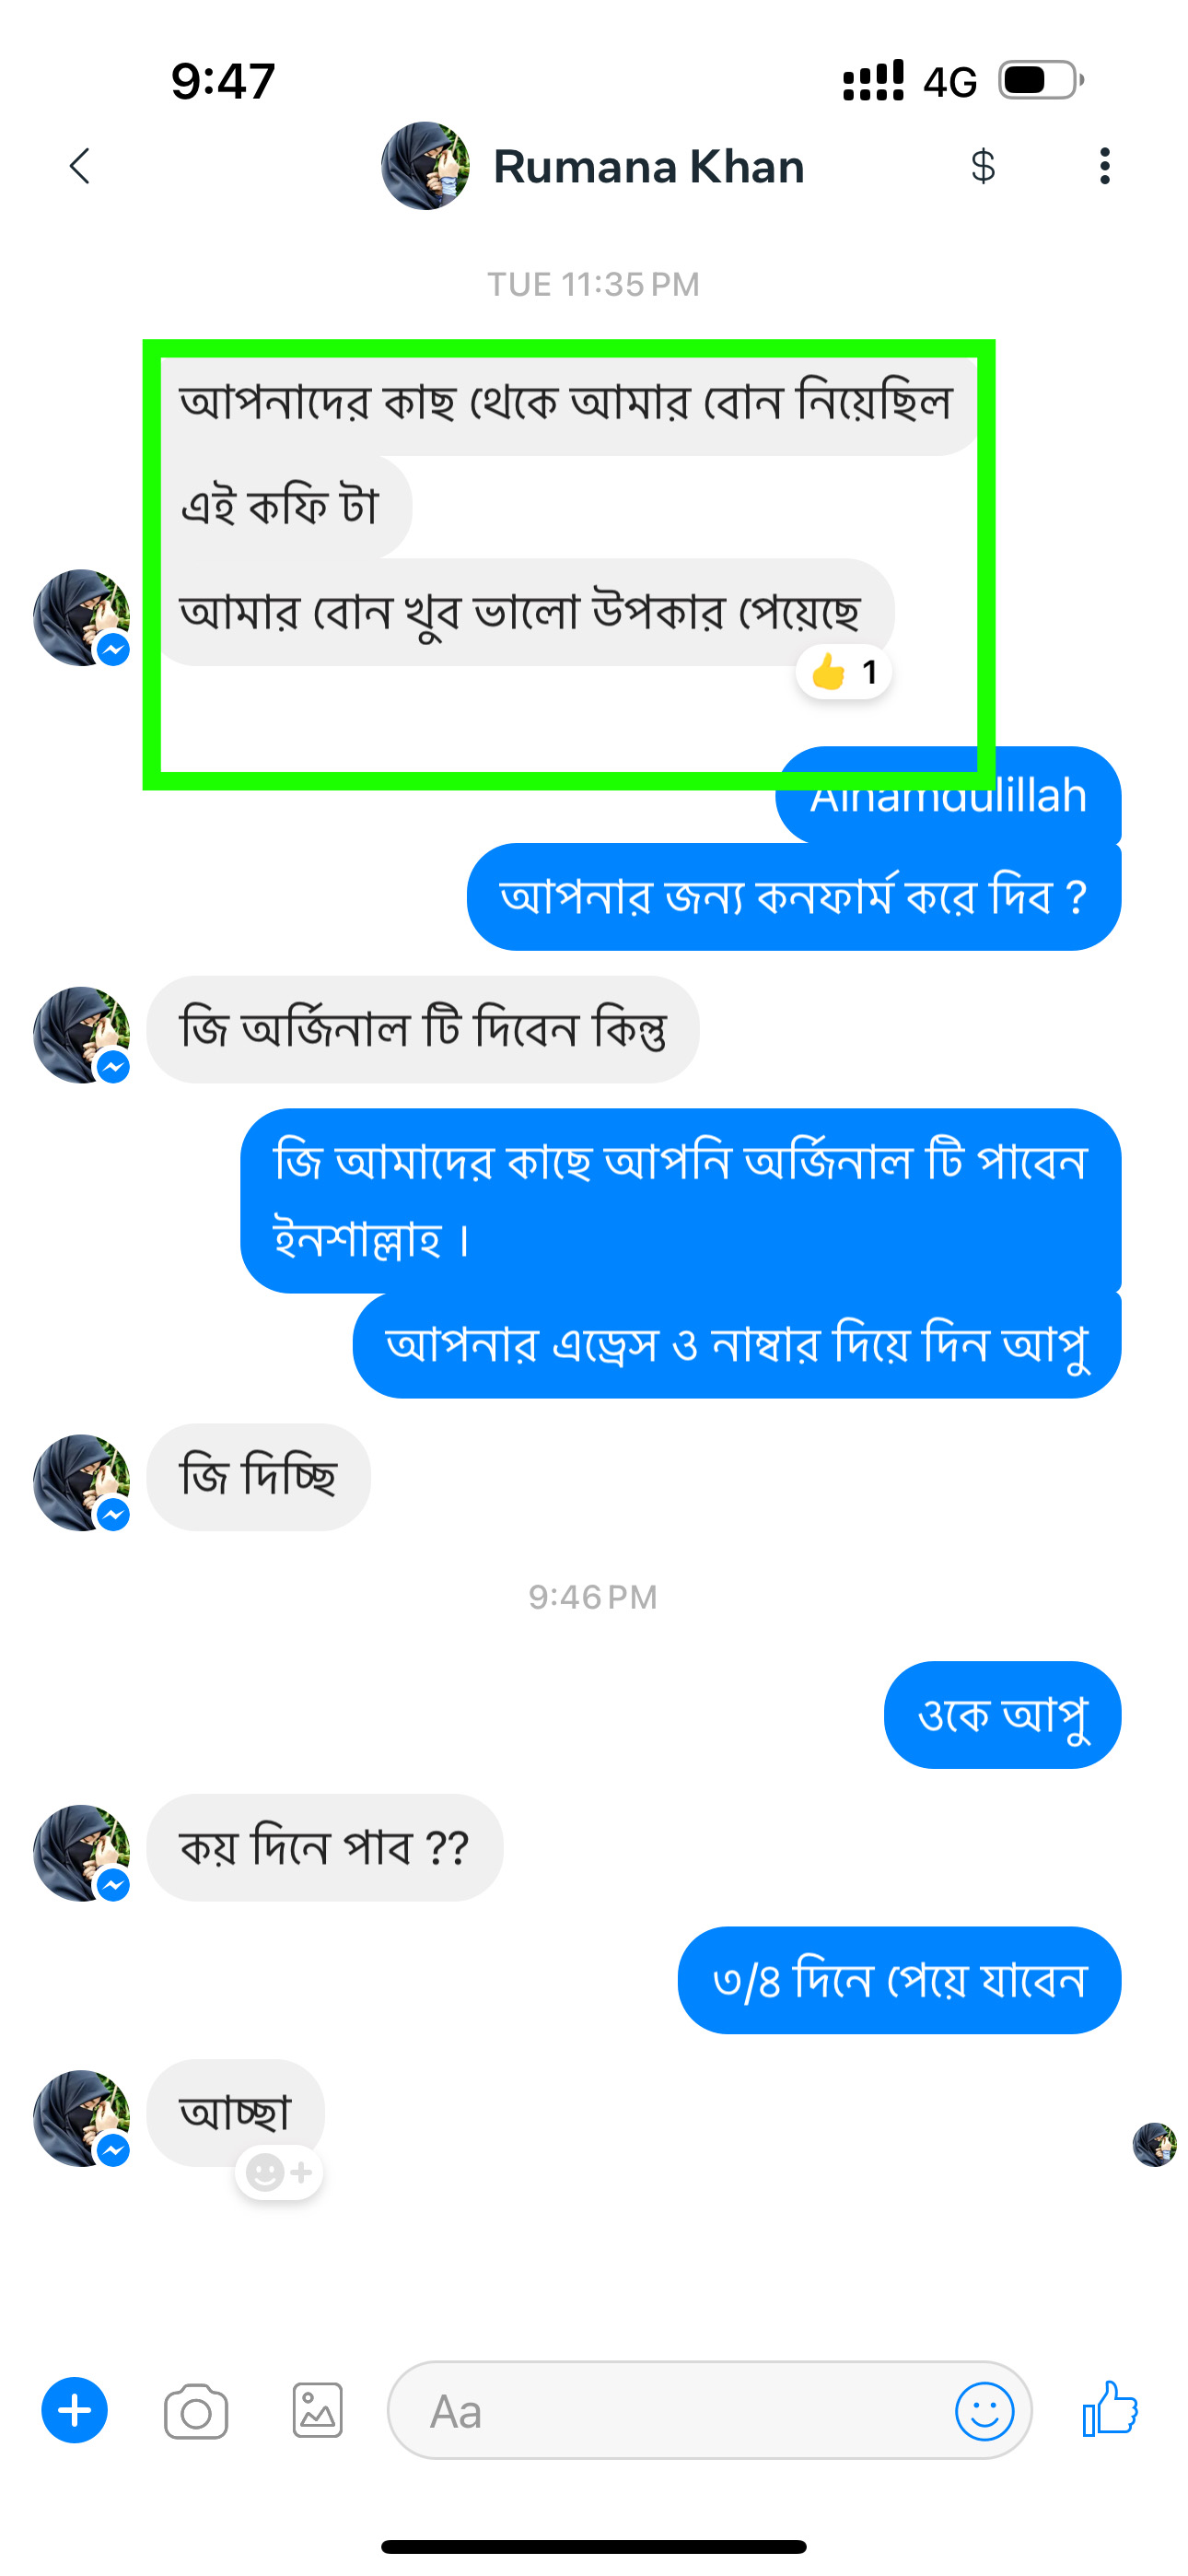 9:47
4G
Rumana Khan
$
TUE 11:35 PM
আপনাদের কাছ থেকে আমার বোন নিয়েছিল
এই কফি টা
আমার বোন খুব ভালো উপকার পেয়েছে
👍 1
Alhamdulillah
আপনার জন্য কনফার্ম করে দিব ?
জি অর্জিনাল টি দিবেন কিন্তু
জি আমাদের কাছে আপনি অর্জিনাল টি পাবেন
ইনশাল্লাহ ।
আপনার এড্রেস ও নাম্বার দিয়ে দিন আপু
জি দিচ্ছি
9:46 PM
ওকে আপু
কয় দিনে পাব ??
৩/৪ দিনে পেয়ে যাবেন
আচ্ছা
Aa